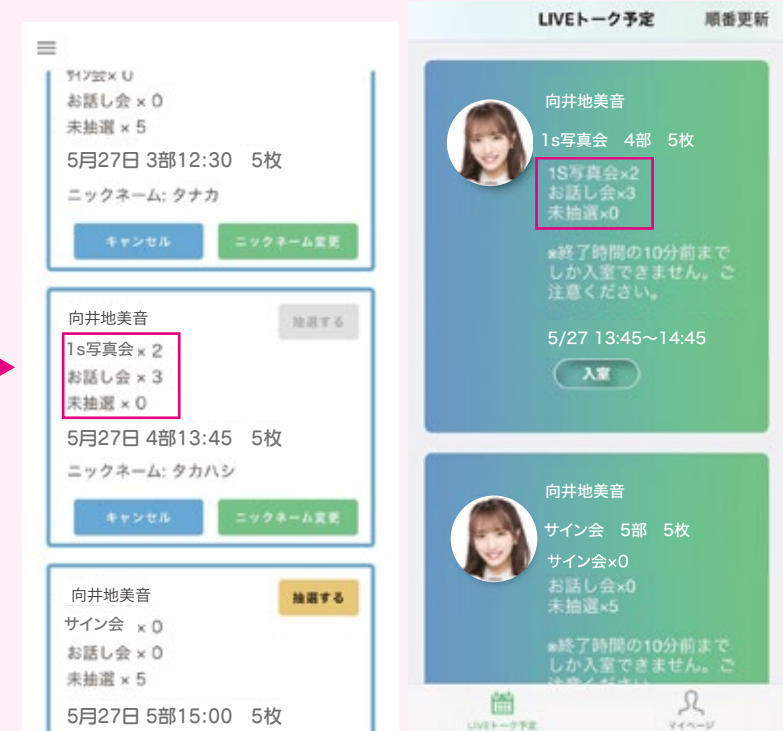 サイン会× 0
お話し会 × 0
未抽選 × 5
5月27日 3部12:30 5枚
ニックネーム: タナカ
キャンセル ニックネーム変更
向井地美音 抽選する
1s写真会 × 2
お話し会 × 3
未抽選 × 0
5月27日 4部13:45 5枚
ニックネーム: タカハシ
キャンセル ニックネーム変更
向井地美音 抽選する
サイン会 × 0
お話し会 × 0
未抽選 × 5
5月27日 5部15:00 5枚
LIVEトーク予定 順番更新
向井地美音
1s写真会 4部 5枚
1S写真会×2
お話し会×3
未抽選×0
※終了時間の10分前まで
しか入室できません。ご
注意ください。
5/27 13:45〜14:45
入室
向井地美音
サイン会 5部 5枚
サイン会×0
お話し会×0
未抽選×5
※終了時間の10分前まで
しか入室できません。ご
注意ください。
LIVEトーク予定 マイページ